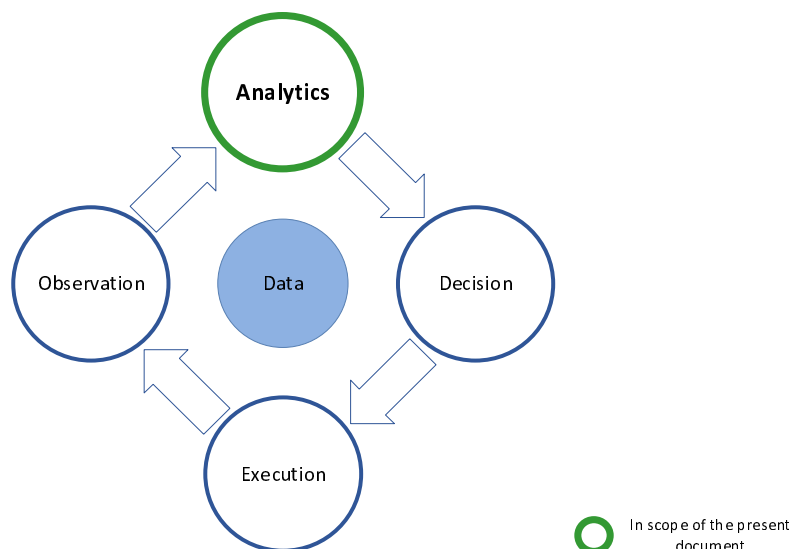 Analytics
Observation
Data
Decision
Execution
In scope of the present
document